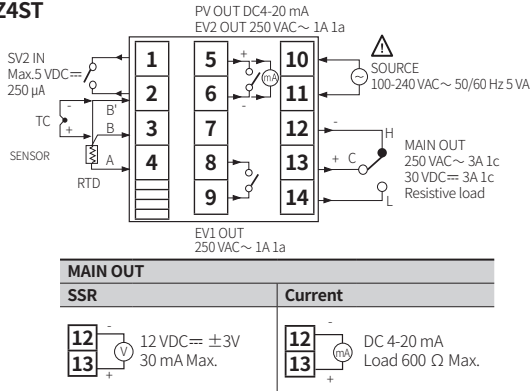 Z4ST
PV OUT DC4-20 mA
EV2 OUT 250 VAC～ 1A 1a
SV2 IN
Max.5 VDC⎓
250 μA
1
2
3
4
5
6
7
8
9
10
11
12
13
14
+
mA
-
SOURCE
100-240 VAC～ 50/60 Hz 5 VA
-
TC
+
B'
B
A
SENSOR
RTD
-
H
+ C
L
MAIN OUT
250 VAC～ 3A 1c
30 VDC⎓ 3A 1c
Resistive load
EV1 OUT
250 VAC～ 1A 1a
MAIN OUT
SSR
Current
12
13
-
V
+
12 VDC⎓ ±3V
30 mA Max.
12
13
-
mA
+
DC 4-20 mA
Load 600 Ω Max.